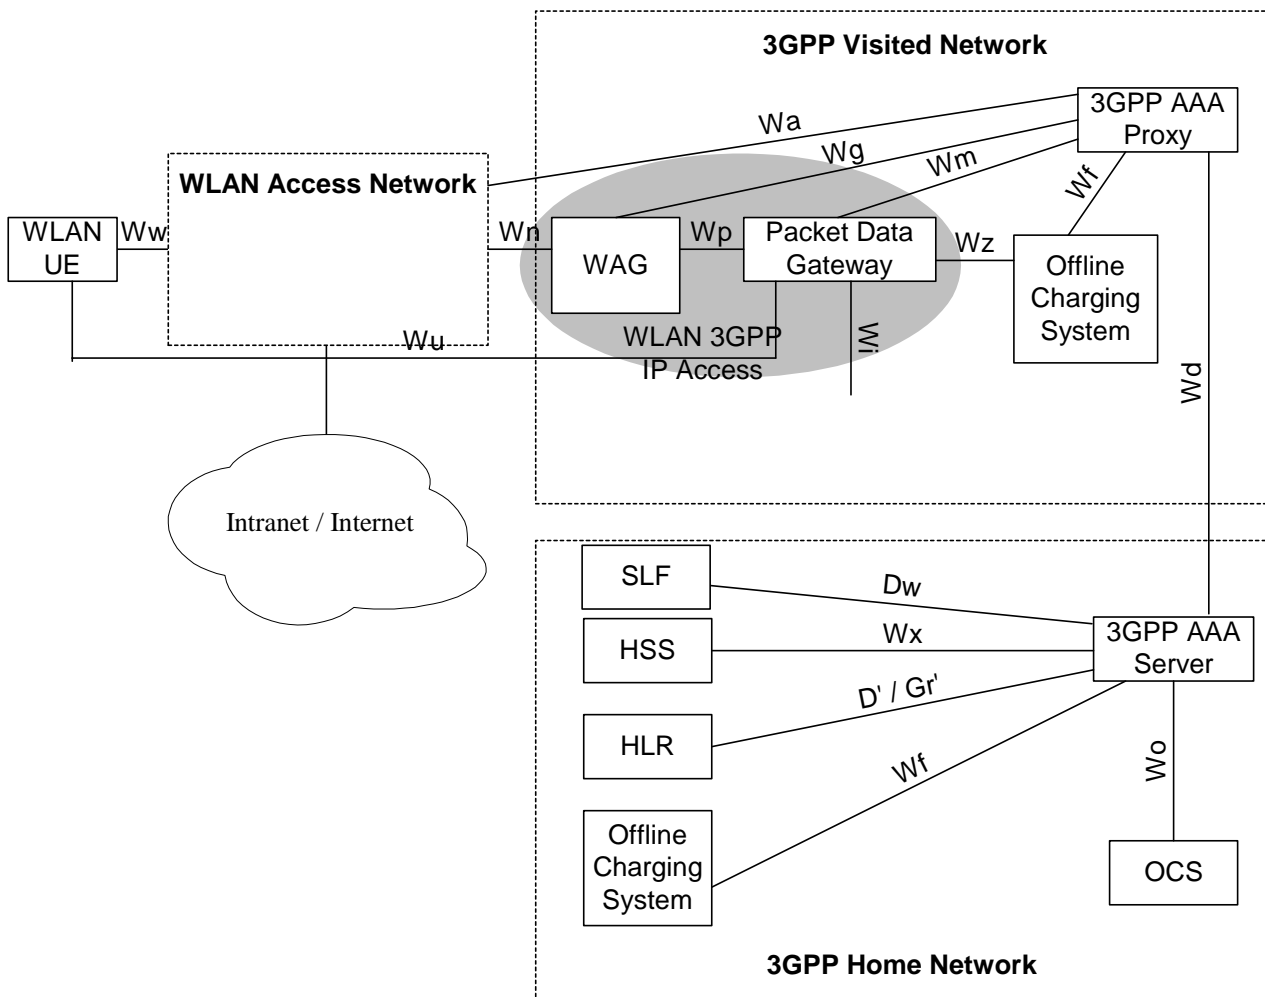 3GPP Visited Network
3GPP AAA
Proxy
Wa
Wg
Wm
Wf
WLAN Access Network
WLAN
UE
Ww
Wn
WAG
Wp
Packet Data
Gateway
Wz
Offline
Charging
System
Wu
WLAN 3GPP
IP Access
Wi
Wd
Intranet / Internet
SLF
Dw
HSS
Wx
3GPP AAA
Server
HLR
D' / Gr'
Wf
Wo
Offline
Charging
System
OCS
3GPP Home Network